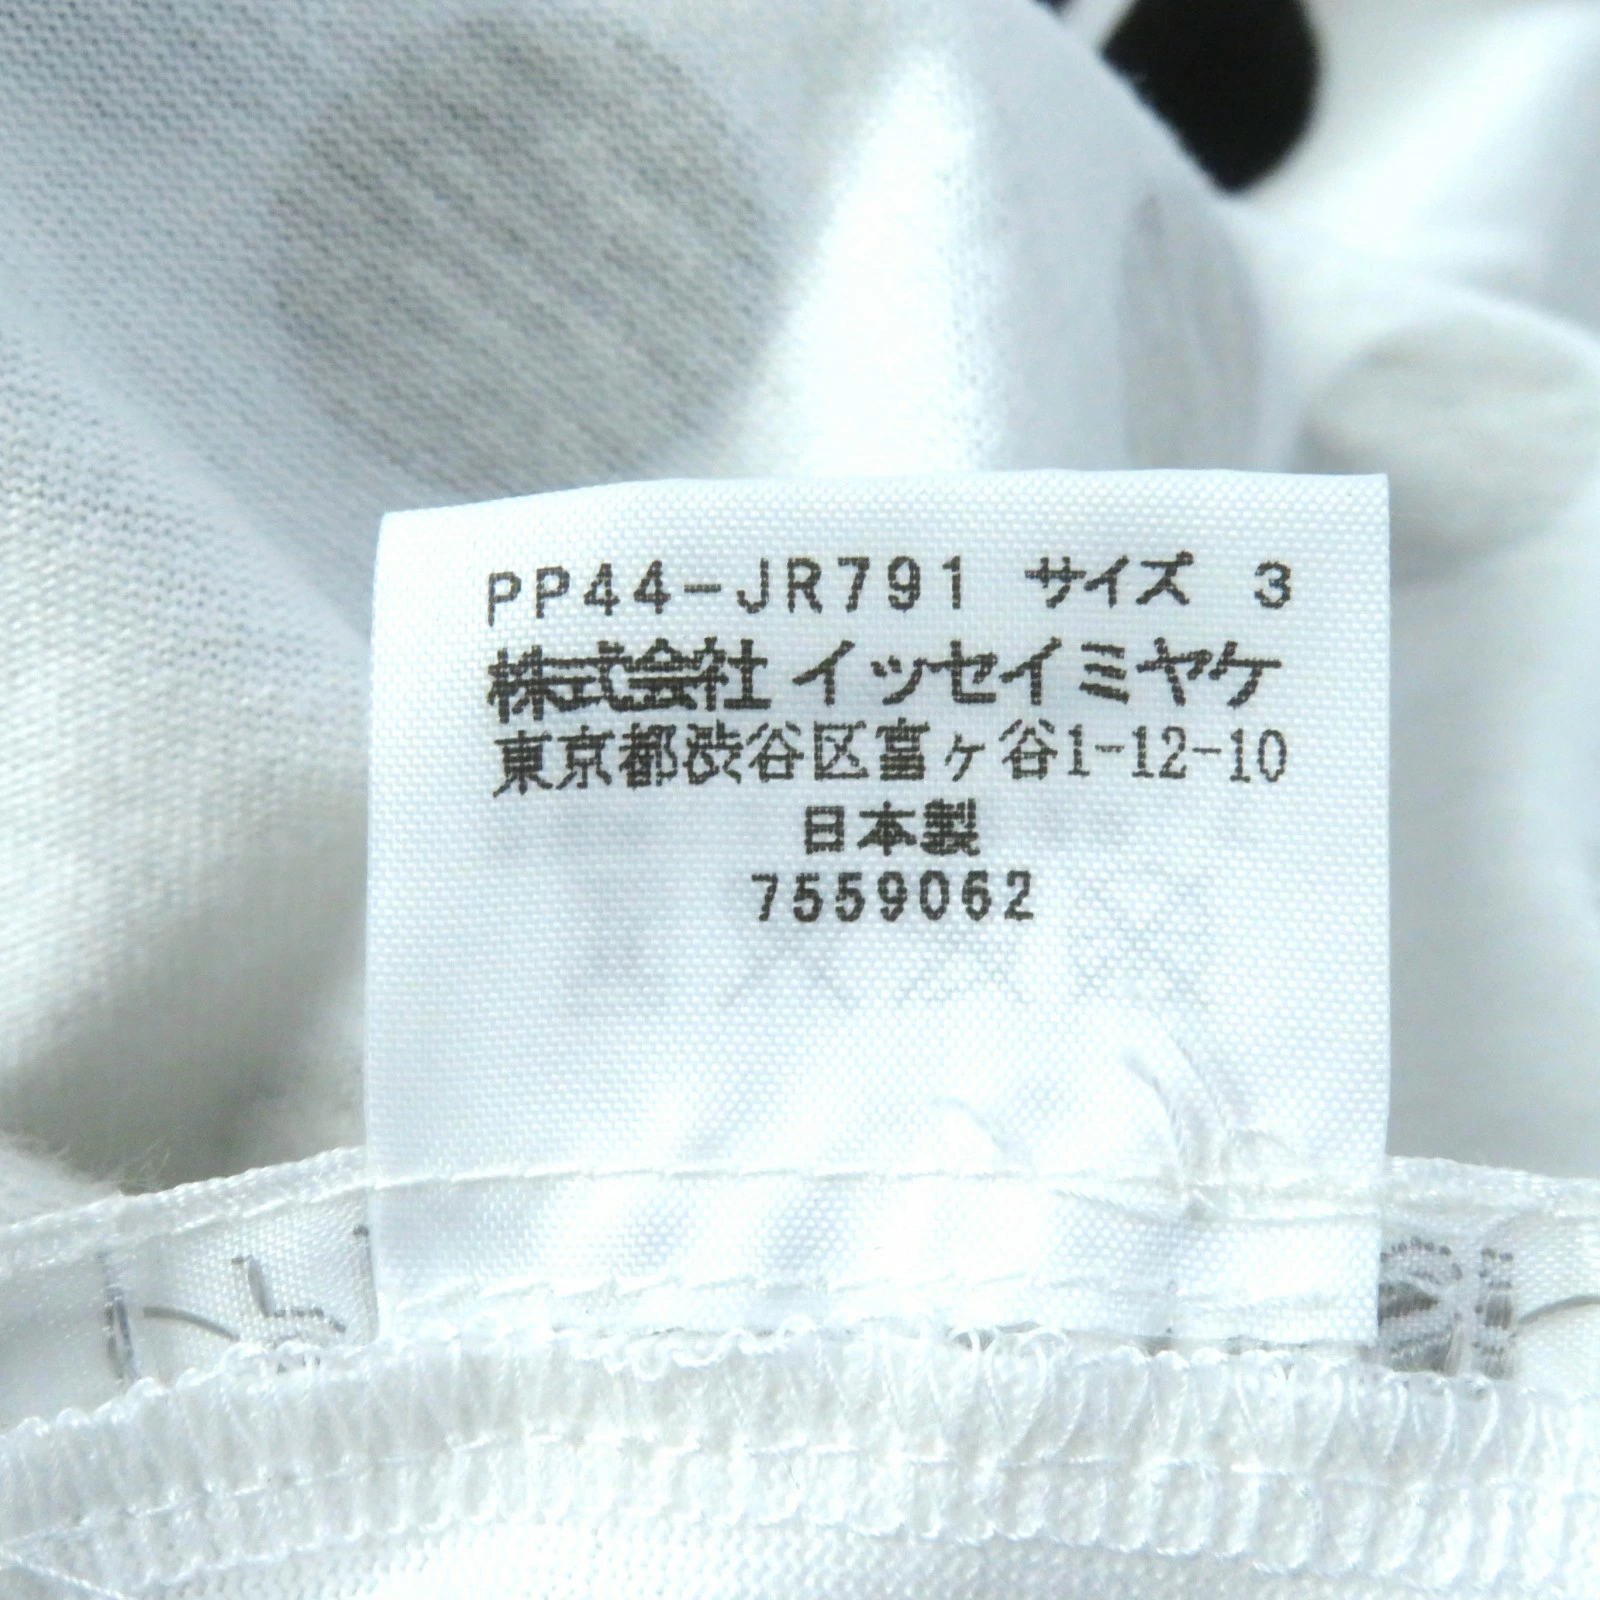 PP44-JR791 サイズ 3
株式会社イッセイミヤケ
東京都渋谷区富ヶ谷1-12-10
日本製
7559062